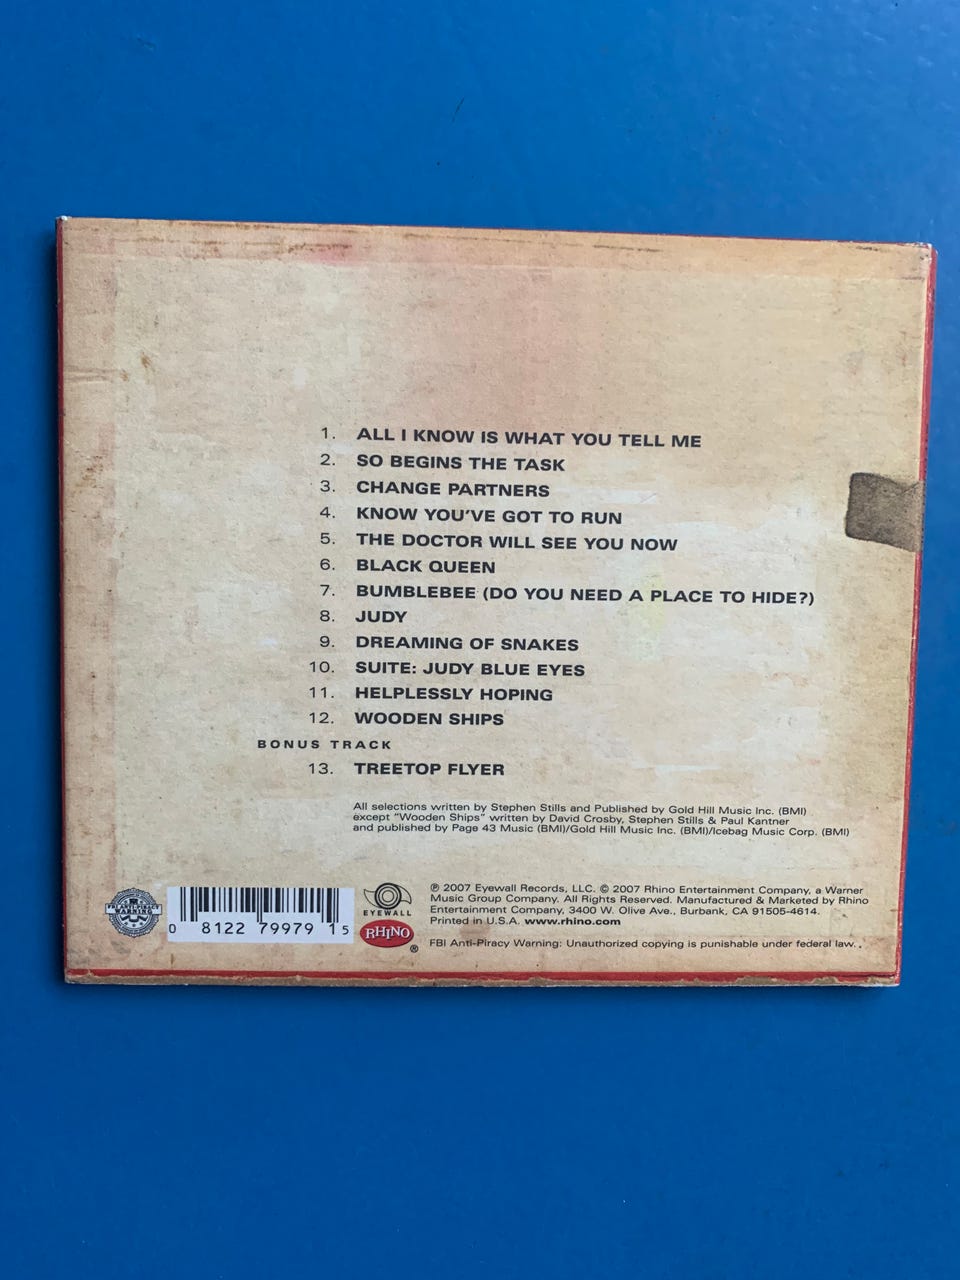 1. ALL I KNOW IS WHAT YOU TELL ME
2. SO BEGINS THE TASK
3. CHANGE PARTNERS
4. KNOW YOU'VE GOT TO RUN
5. THE DOCTOR WILL SEE YOU NOW
6. BLACK QUEEN
7. BUMBLEBEE (DO YOU NEED A PLACE TO HIDE?)
8. JUDY
9. DREAMING OF SNAKES
10. SUITE: JUDY BLUE EYES
11. HELPLESSLY HOPING
12. WOODEN SHIPS
BONUS TRACK
13. TREETOP FLYER
All selections written by Stephen Stills and Published by Gold Hill Music Inc. (BMI)
except "Wooden Ships" written by David Crosby, Stephen Stills & Paul Kantner
and published by Page 43 Music (BMI)/Gold Hill Music Inc. (BMI)/Icebag Music Corp. (BMI)
FBI ANTI-PIRACY
WARNING
0 8122 79979 1 5
EYEWALL
RHINO
®
℗ 2007 Eyewall Records, LLC. © 2007 Rhino Entertainment Company, a Warner
Music Group Company. All Rights Reserved. Manufactured & Marketed by Rhino
Entertainment Company, 3400 W. Olive Ave., Burbank, CA 91505-4614.
Printed in U.S.A. www.rhino.com
FBI Anti-Piracy Warning: Unauthorized copying is punishable under federal law.